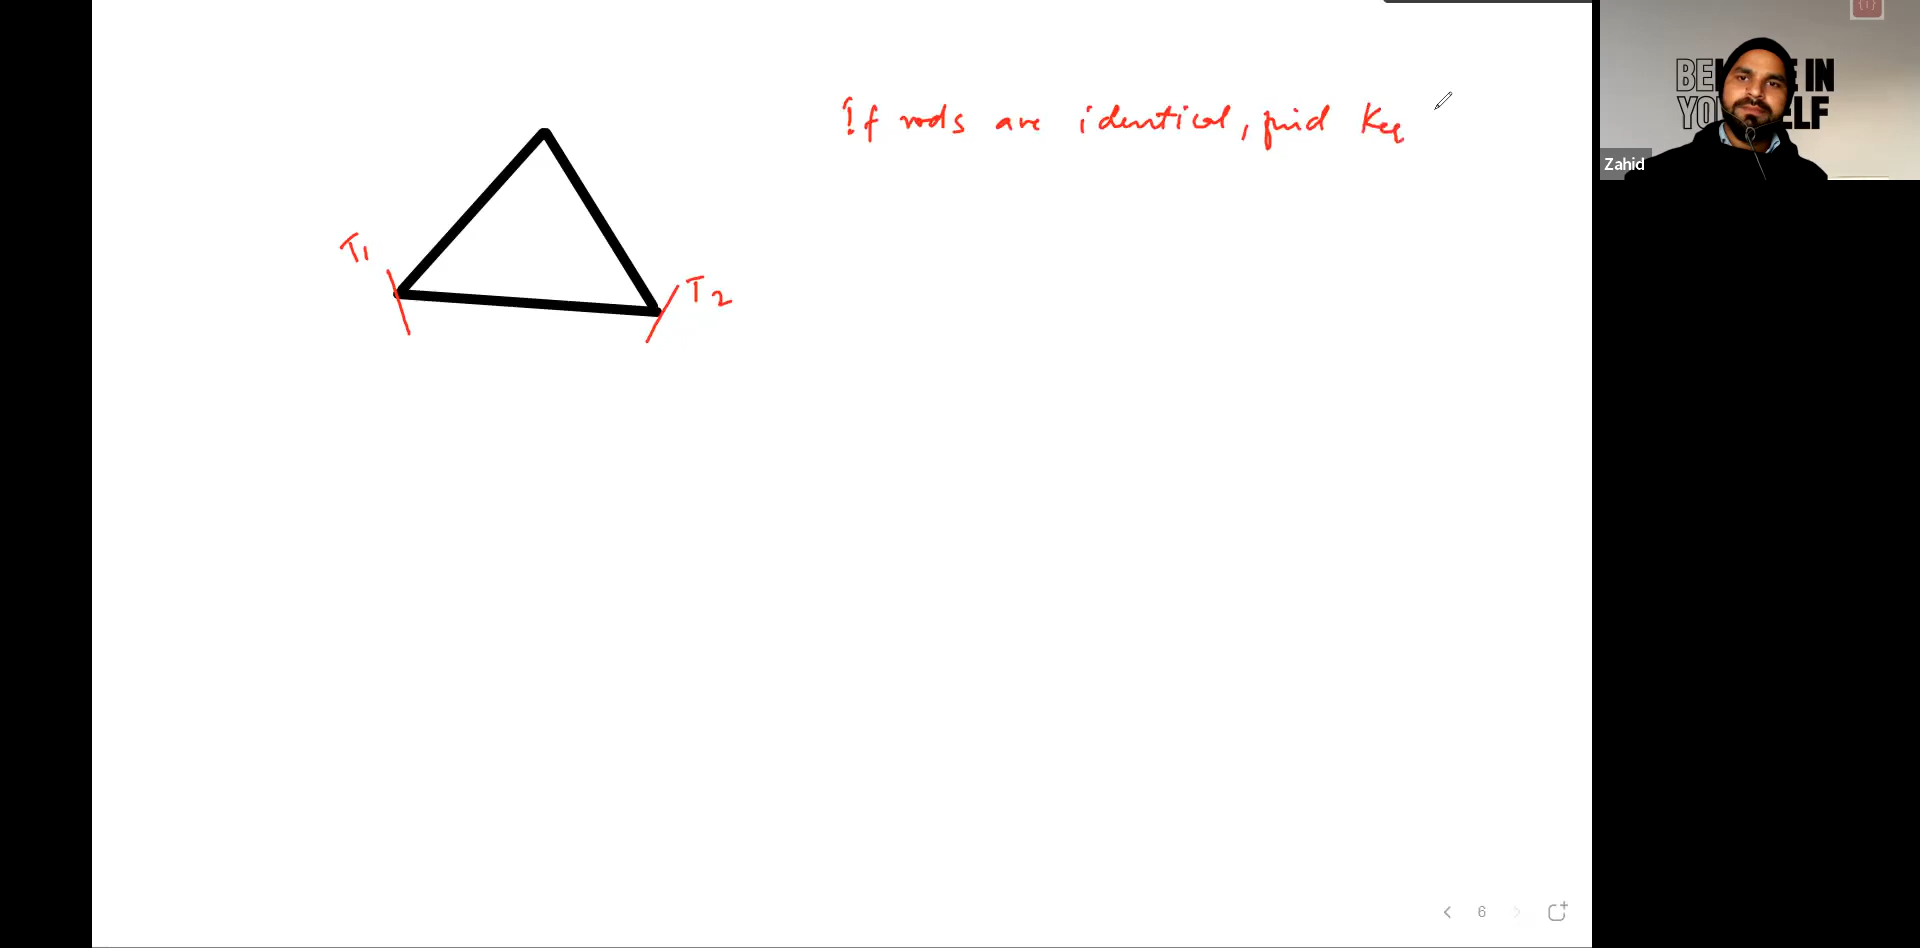 If rods are identical, find Keq
T1
T2
Zahid
6